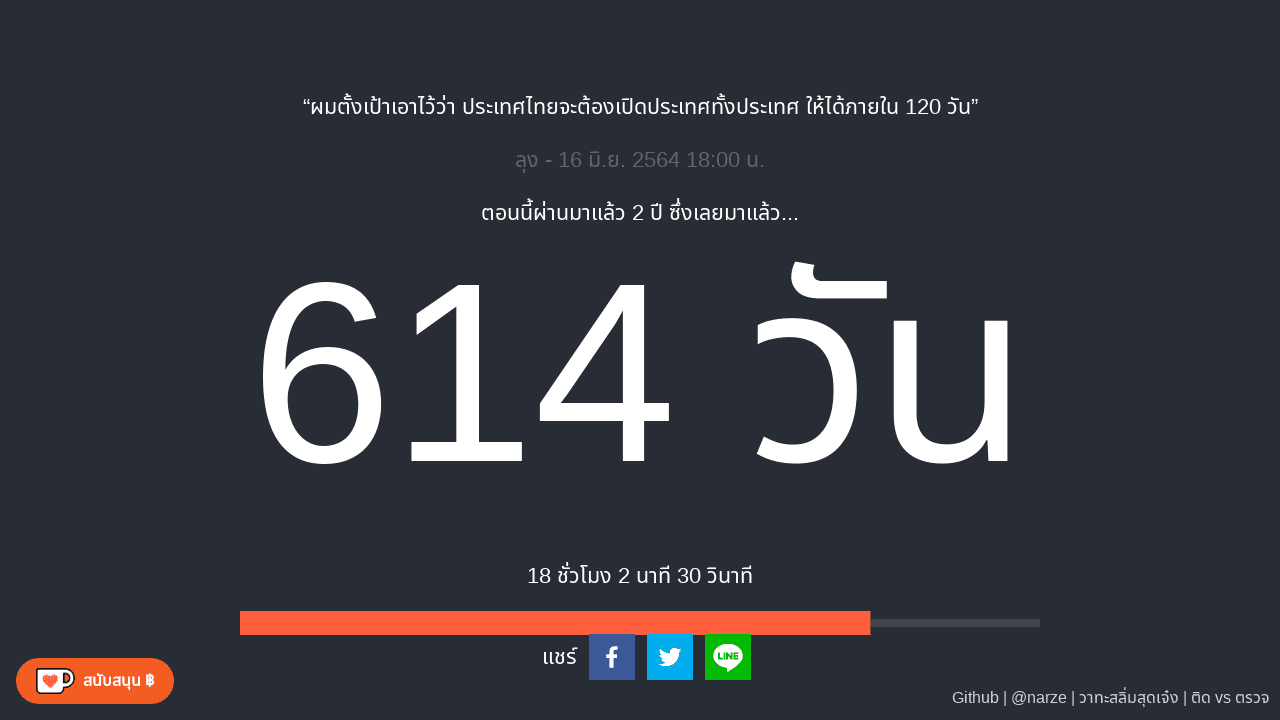 “ผมตั้งเป้าเอาไว้ว่า ประเทศไทยจะต้องเปิดประเทศทั้งประเทศ ให้ได้ภายใน 120 วัน”
ลุง - 16 มิ.ย. 2564 18:00 น.
ตอนนี้ผ่านมาแล้ว 2 ปี ซึ่งเลยมาแล้ว...
614 วัน
18 ชั่วโมง 2 นาที 30 วินาที
แชร์
LINE
สนับสนุน ฿
Github | @narze | วาทะสลิ่มสุดเจ๋ง | ติด vs ตรวจ